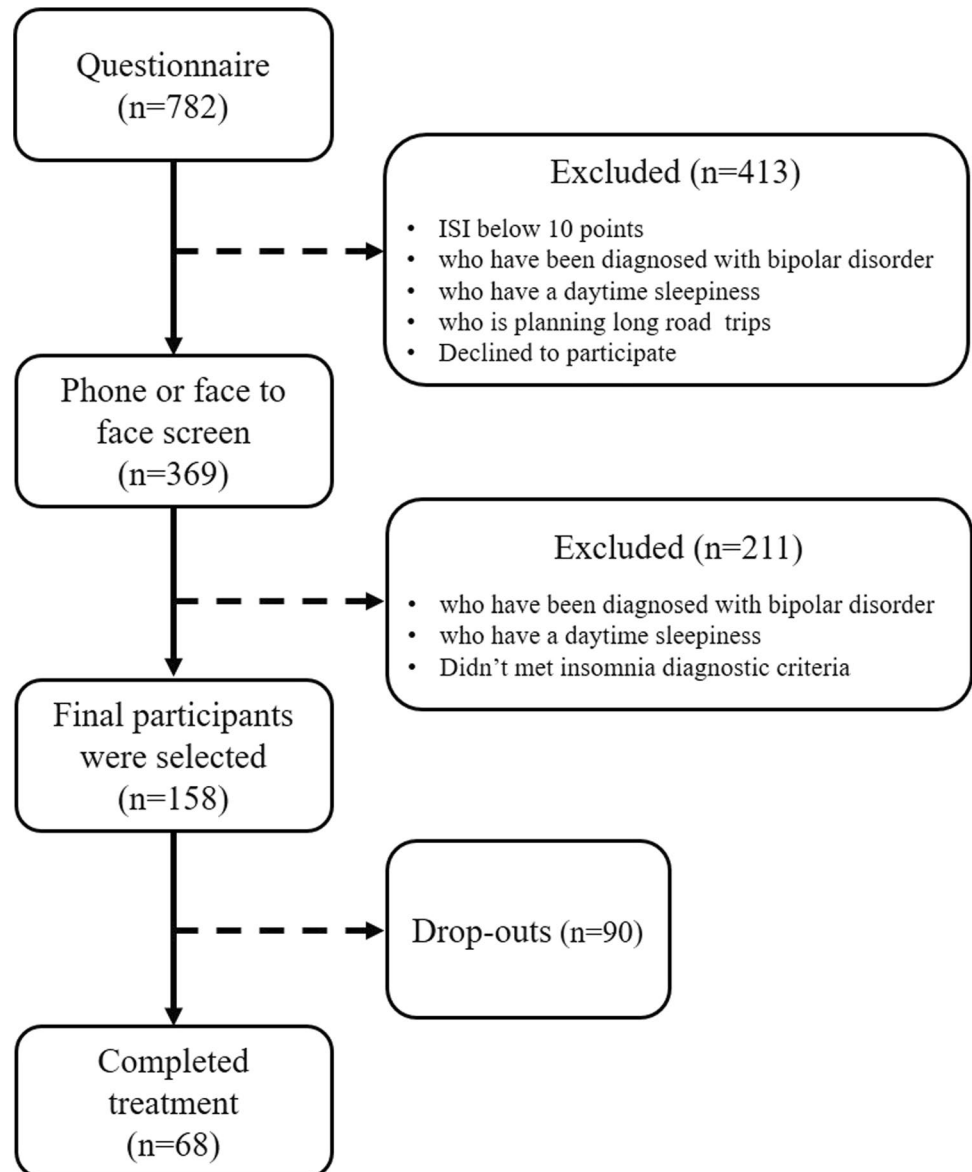 Questionnaire
(n=782)
Excluded (n=413)
• ISI below 10 points
• who have been diagnosed with bipolar disorder
• who have a daytime sleepiness
• who is planning long road trips
• Declined to participate
Phone or face to
face screen
(n=369)
Excluded (n=211)
• who have been diagnosed with bipolar disorder
• who have a daytime sleepiness
• Didn't met insomnia diagnostic criteria
Final participants
were selected
(n=158)
Drop-outs (n=90)
Completed
treatment
(n=68)